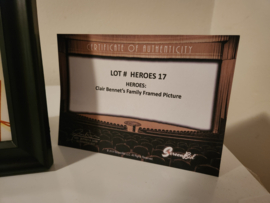 CERTIFICATE OF AUTHENTICITY
LOT # HEROES 17
HEROES:
Clair Bennet's Family Framed Picture
ScreenBid